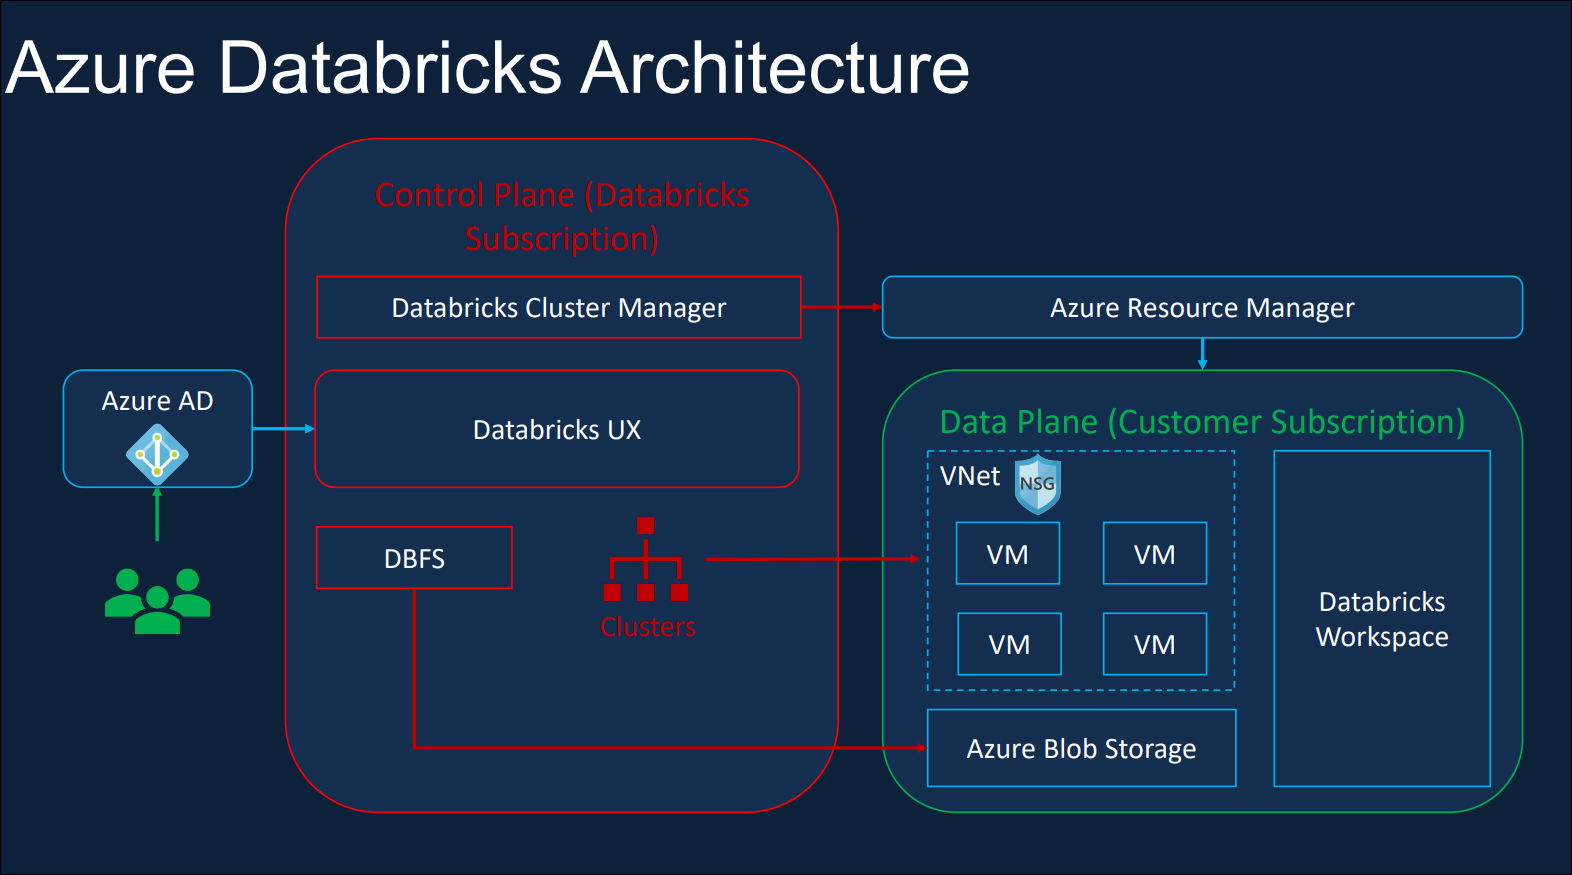 Azure Databricks Architecture
Control Plane (Databricks
Subscription)
Databricks Cluster Manager
Azure Resource Manager
Azure AD
Databricks UX
Data Plane (Customer Subscription)
VNet
NSG
DBFS
Clusters
VM
VM
VM
VM
Databricks
Workspace
Azure Blob Storage